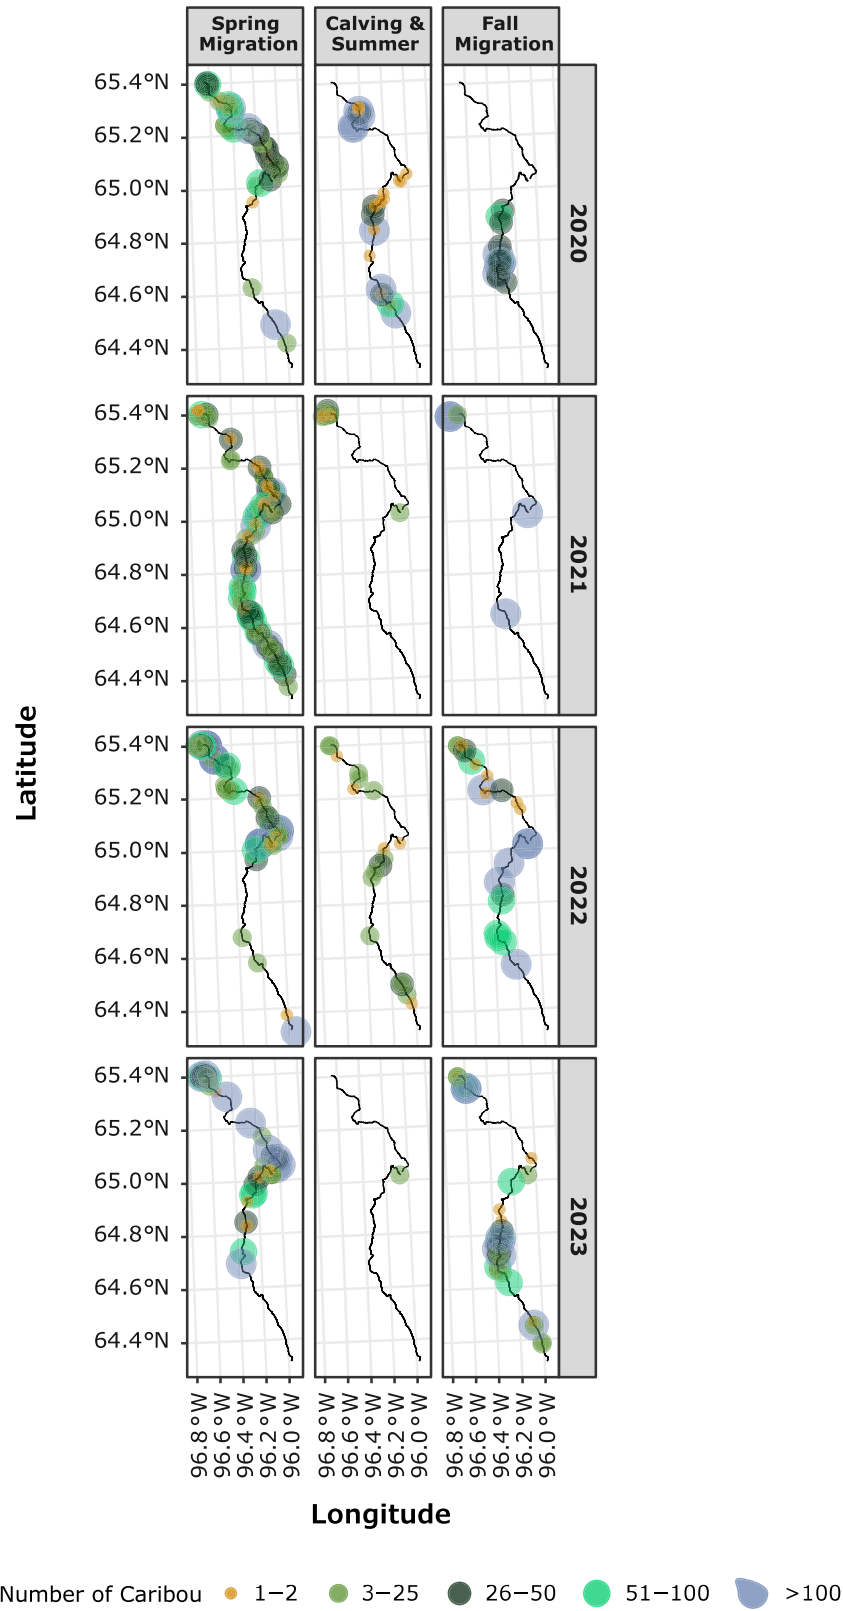 Spring
Migration
Calving &
Summer
Fall
Migration
65.4°N
65.2°N
65.0°N
64.8°N
64.6°N
64.4°N
2020
65.4°N
65.2°N
65.0°N
64.8°N
64.6°N
64.4°N
2021
Latitude
65.4°N
65.2°N
65.0°N
64.8°N
64.6°N
64.4°N
2022
65.4°N
65.2°N
65.0°N
64.8°N
64.6°N
64.4°N
2023
96.8°W
96.6°W
96.4°W
96.2°W
96.0°W
96.8°W
96.6°W
96.4°W
96.2°W
96.0°W
96.8°W
96.6°W
96.4°W
96.2°W
96.0°W
Longitude
Number of Caribou 1−2 3−25 26−50 51−100 >100